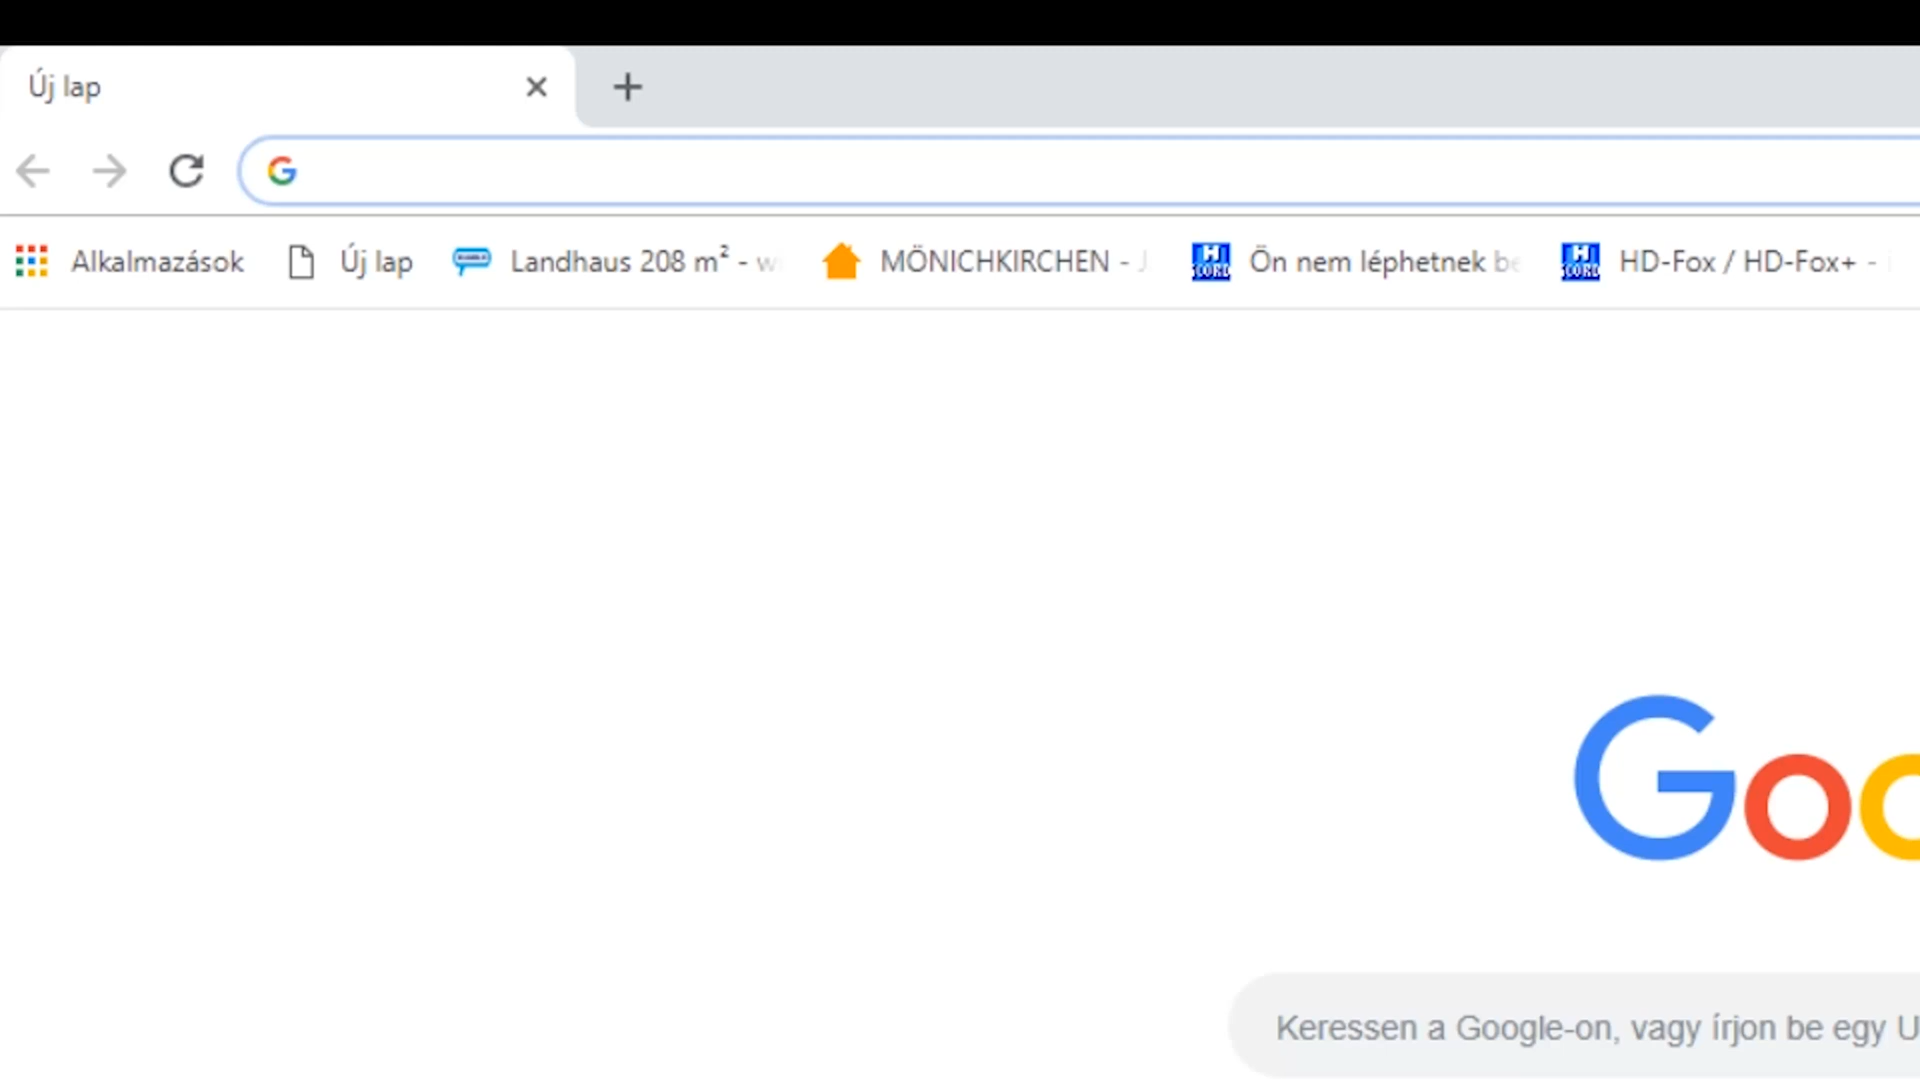 Új lap
Alkalmazások Új lap Landhaus 208 m² - MÖNICHKIRCHEN - Ön nem léphetnek HD-Fox / HD-Fox+ -
Keressen a Google-on, vagy írjon be egy